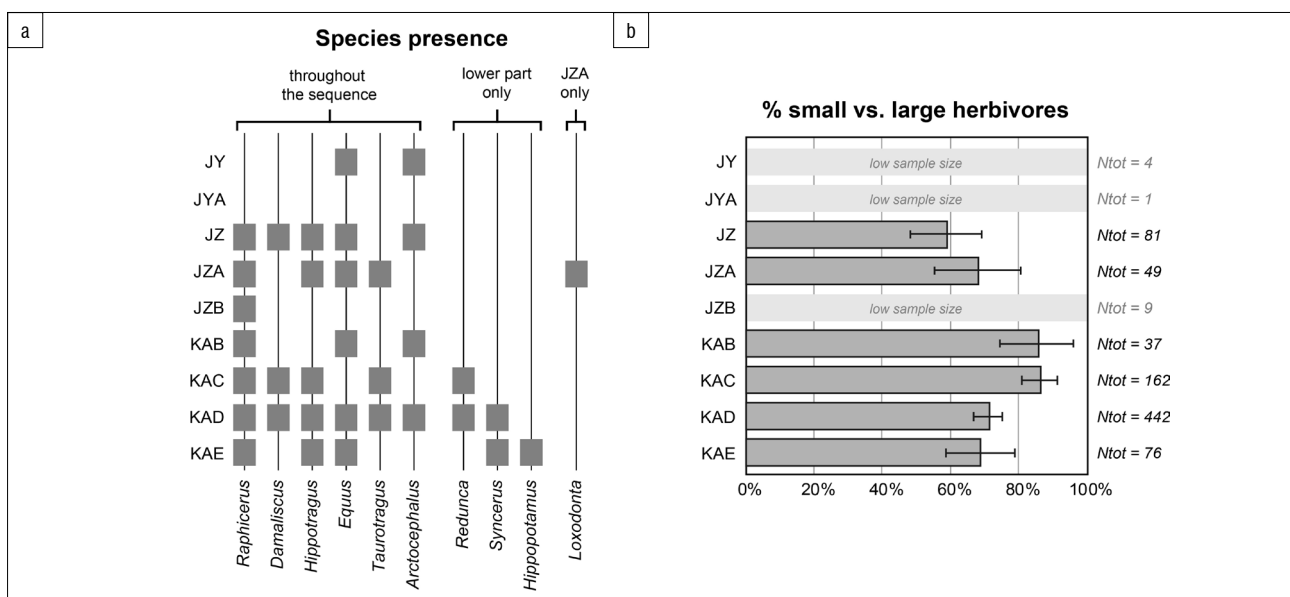 a
Species presence
throughout
the sequence
lower part
only
JZA
only
JY
JYA
JZ
JZA
JZB
KAB
KAC
KAD
KAE
Raphicerus
Damaliscus
Hippotragus
Equus
Taurotragus
Arctocephalus
Redunca
Syncerus
Hippopotamus
Loxodonta
b
% small vs. large herbivores
JY low sample size Ntot = 4
JYA low sample size Ntot = 1
JZ Ntot = 81
JZA Ntot = 49
JZB low sample size Ntot = 9
KAB Ntot = 37
KAC Ntot = 162
KAD Ntot = 442
KAE Ntot = 76
0% 20% 40% 60% 80% 100%